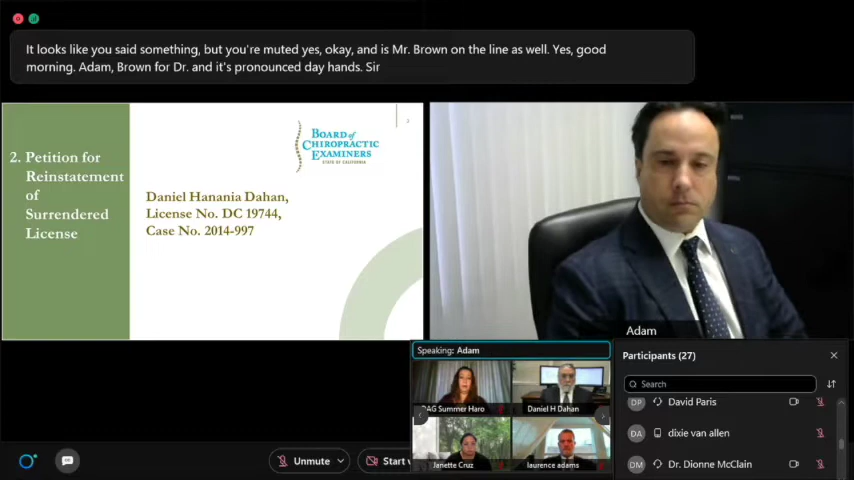 It looks like you said something, but you're muted yes, okay, and is Mr. Brown on the line as well. Yes, good
morning. Adam, Brown for Dr. and it's pronounced day hands. Sir
2. Petition for
Reinstatement
of
Surrendered
License
BOARD of
CHIROPRACTIC
EXAMINERS
STATE OF CALIFORNIA
2
Daniel Hanania Dahan,
License No. DC 19744,
Case No. 2014-997
Adam
Speaking: Adam
DAG Summer Haro
Daniel H Dahan
Janette Cruz
laurence adams
Participants (27)
Search
DP David Paris
DA dixie van allen
DM Dr. Dionne McClain
Unmute
Start